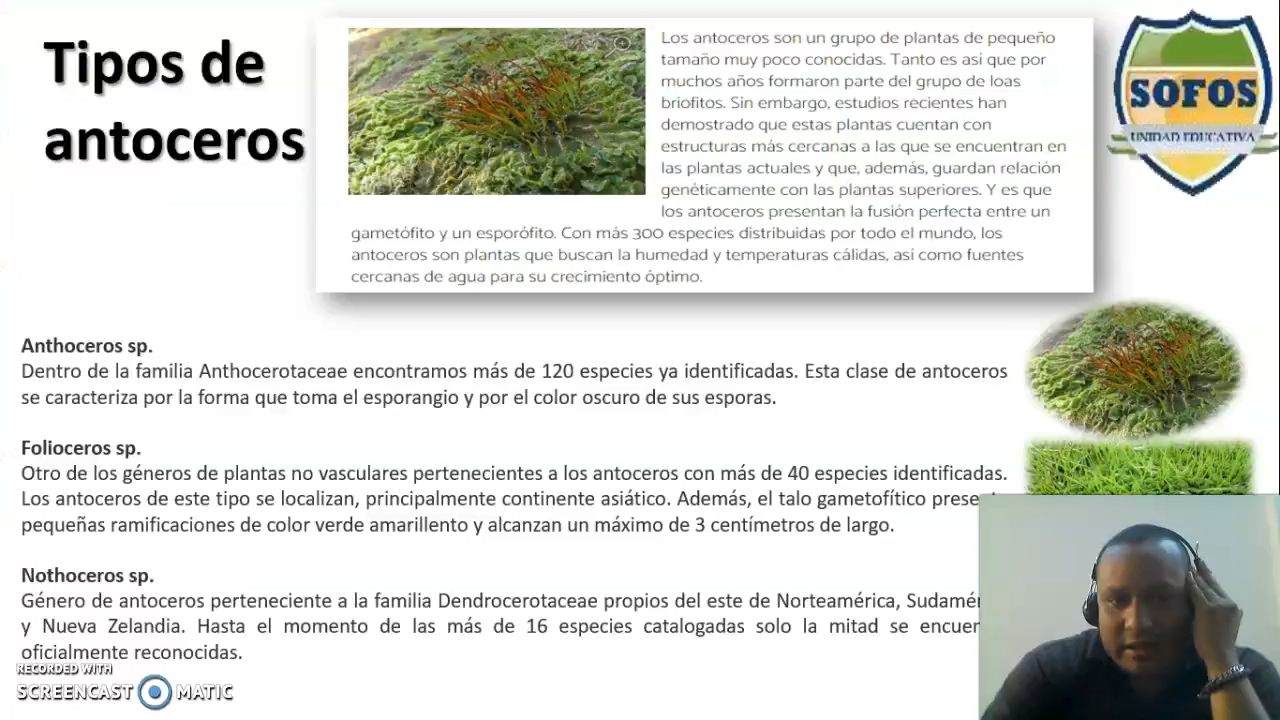 Tipos de
antoceros
Los antoceros son un grupo de plantas de pequeño
tamaño muy poco conocidas. Tanto es así que por
muchos años formaron parte del grupo de loas
briofitos. Sin embargo, estudios recientes han
demostrado que estas plantas cuentan con
estructuras más cercanas a las que se encuentran en
las plantas actuales y que, además, guardan relación
genéticamente con las plantas superiores. Y es que
los antoceros presentan la fusión perfecta entre un
gametófito y un esporófito. Con más 300 especies distribuidas por todo el mundo, los
antoceros son plantas que buscan la humedad y temperaturas cálidas, así como fuentes
cercanas de agua para su crecimiento óptimo.
SOFOS
UNIDAD EDUCATIVA
Anthoceros sp.
Dentro de la familia Anthocerotaceae encontramos más de 120 especies ya identificadas. Esta clase de antoceros
se caracteriza por la forma que toma el esporangio y por el color oscuro de sus esporas.
Folioceros sp.
Otro de los géneros de plantas no vasculares pertenecientes a los antoceros con más de 40 especies identificadas.
Los antoceros de este tipo se localizan, principalmente continente asiático. Además, el talo gametofítico
pequeñas ramificaciones de color verde amarillento y alcanzan un máximo de 3 centímetros de largo.
Nothoceros sp.
Género de antoceros perteneciente a la familia Dendrocerotaceae propios del este de Norteamérica,
y Nueva Zelandia. Hasta el momento de las más de 16 especies catalogadas solo la mitad se
oficialmente reconocidas.
RECORDED WITH
SCREENCAST MATIC